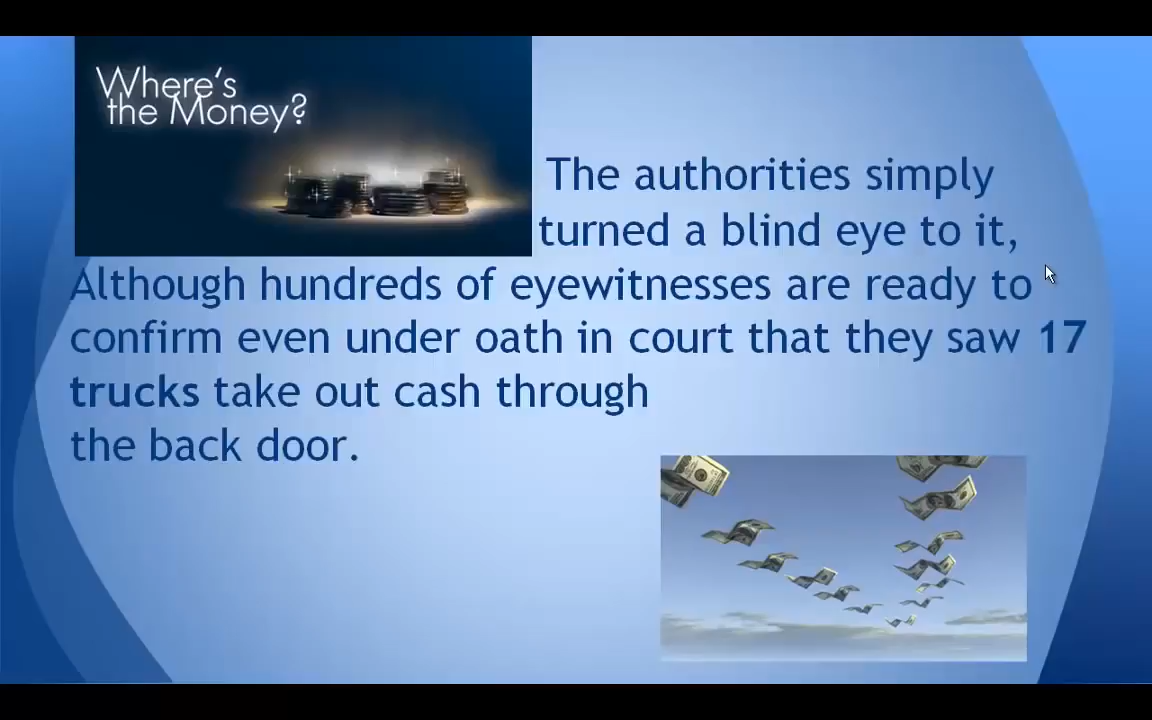 Where's
the Money?
The authorities simply
turned a blind eye to it,
Although hundreds of eyewitnesses are ready to
confirm even under oath in court that they saw 17
trucks take out cash through
the back door.